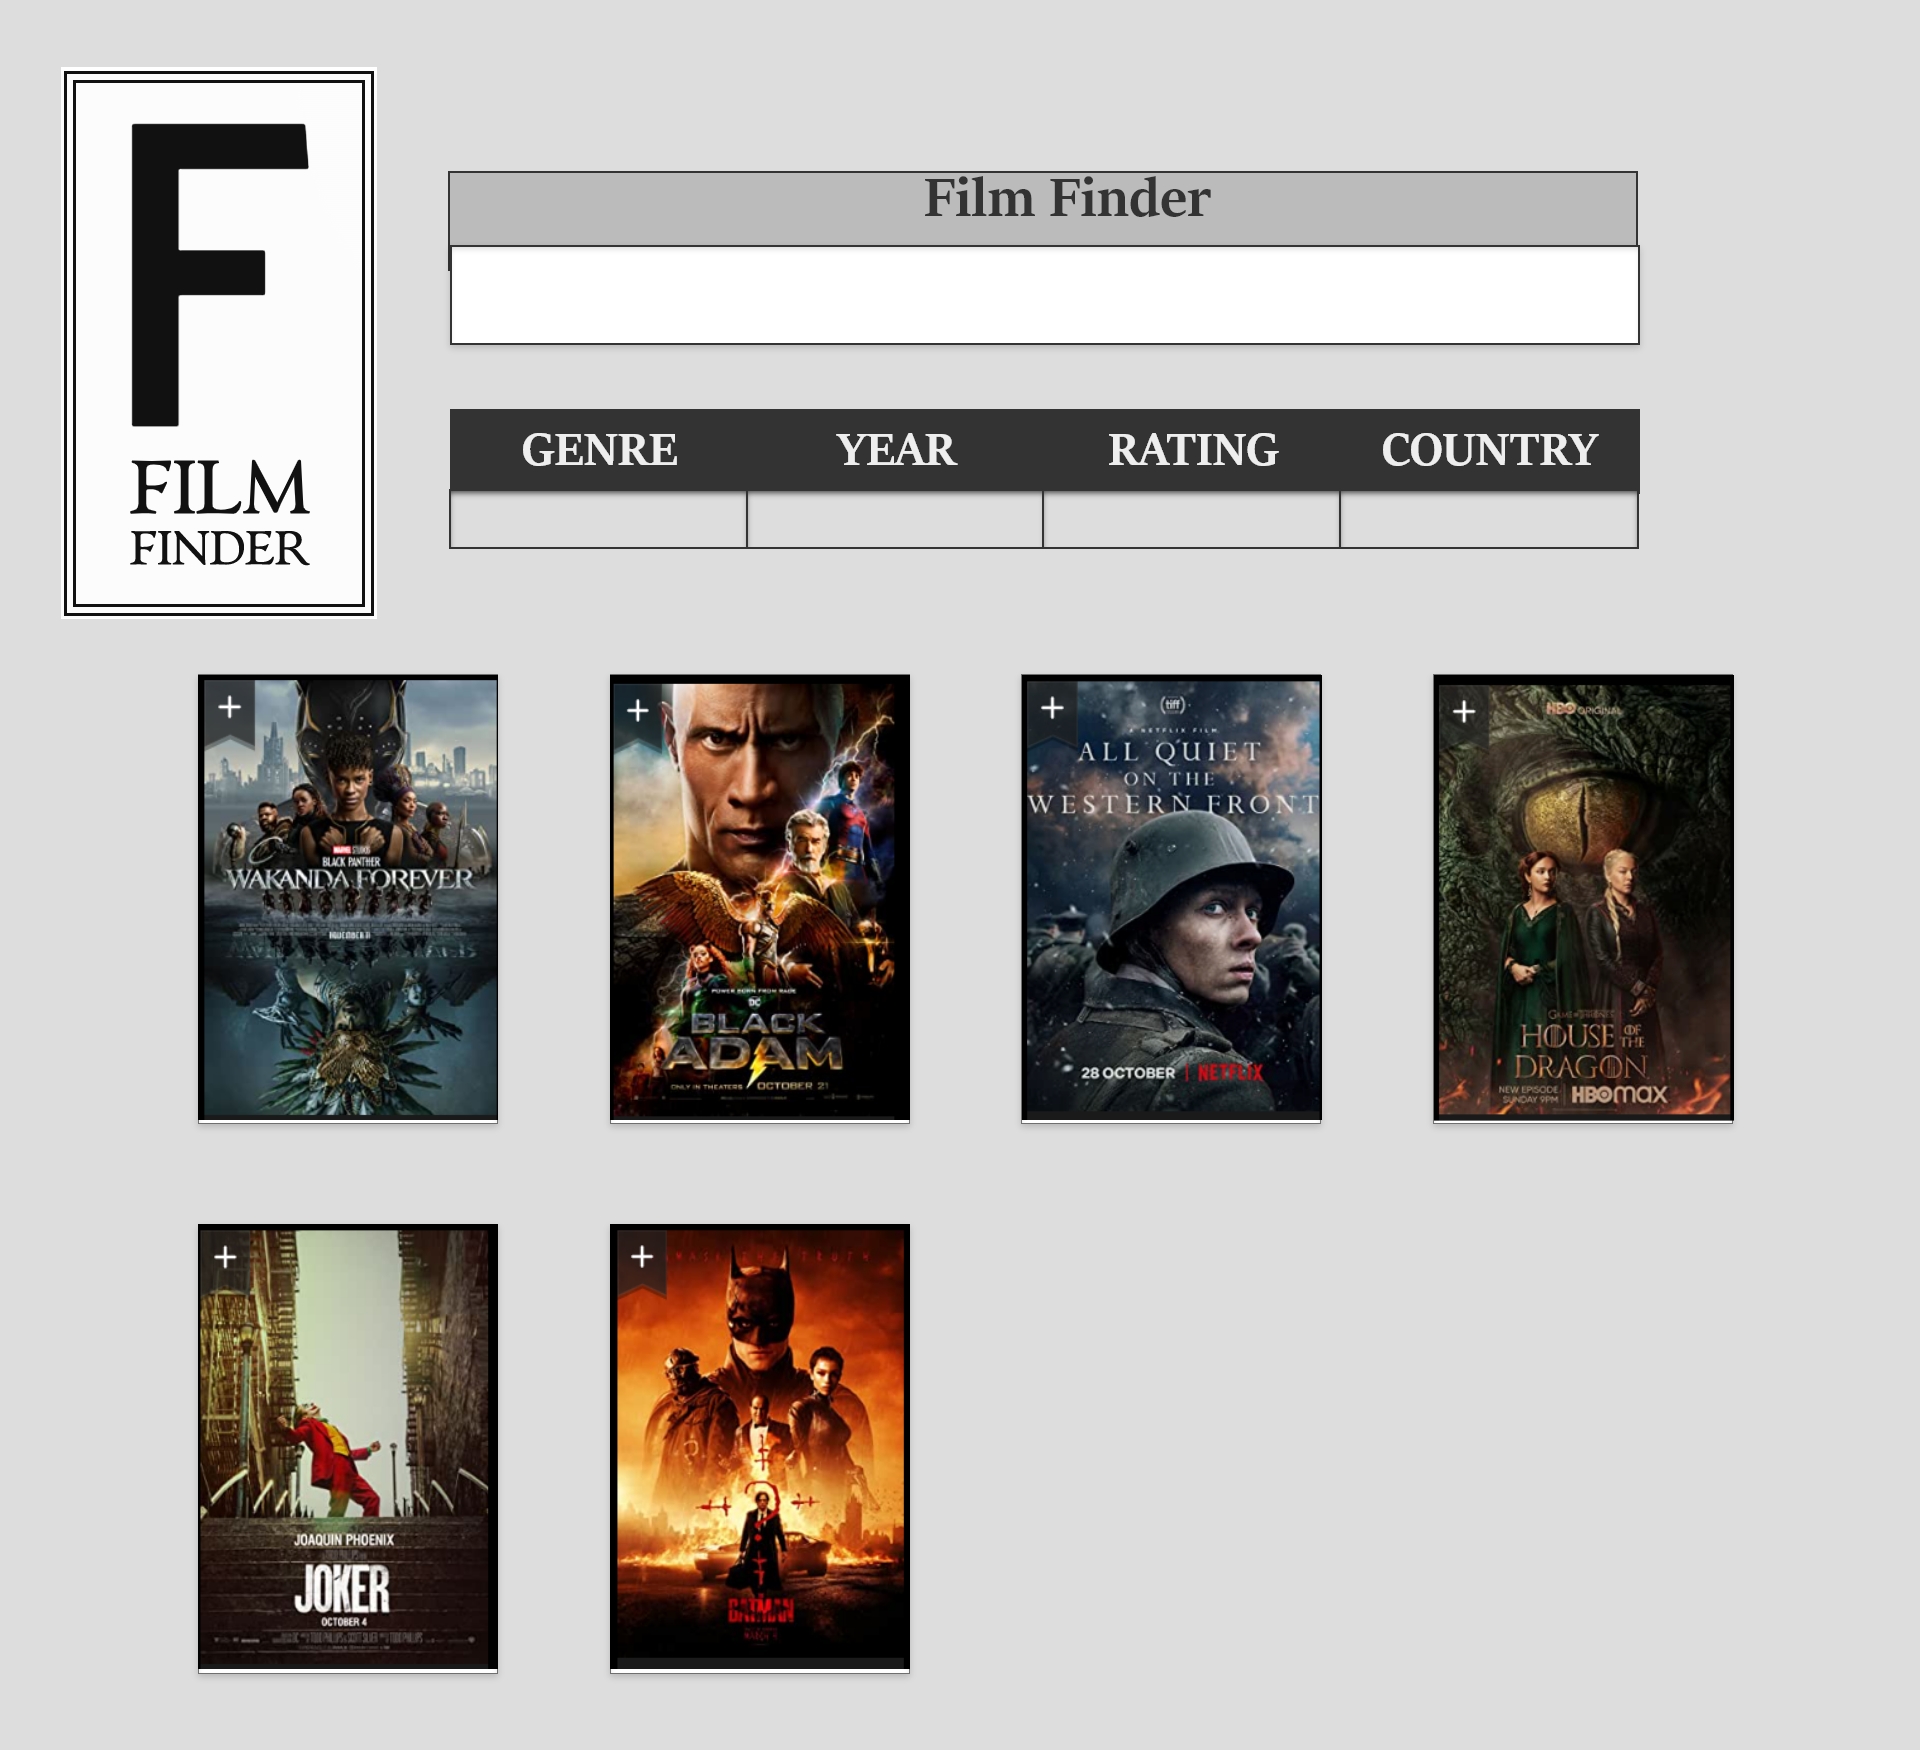 F
FILM
FINDER
Film Finder
GENRE YEAR RATING COUNTRY
MARVEL STUDIOS
BLACK PANTHER
WAKANDA FOREVER
NOVEMBER 11
POWER BORN FROM RAGE
DC
BLACK
ADAM
ONLY IN THEATERS OCTOBER 21
tiff
A NETFLIX FILM
ALL QUIET
ON THE
WESTERN FRONT
28 OCTOBER | NETFLIX
HBO ORIGINAL
GAME OF THRONES
HOUSE OF THE
DRAGON
NEW EPISODE
SUNDAY 9PM
HBOmax
JOAQUIN PHOENIX
JOKER
OCTOBER 4
BATMAN
MARCH 4